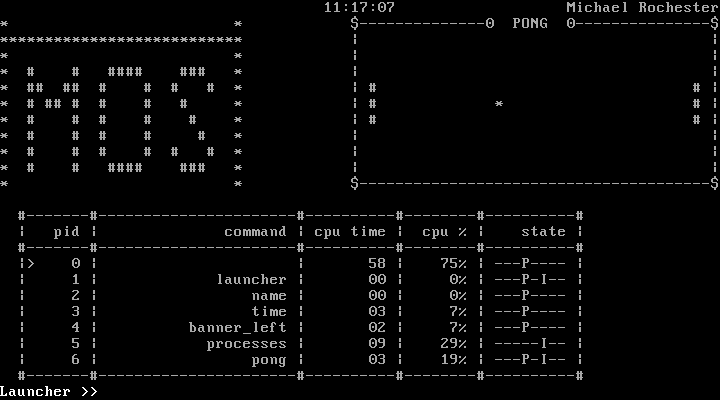 11:17:07 Michael Rochester
0 PONG 0
MOS
pid command cpu time cpu % state
> 0 58 75% ---P----
1 launcher 00 0% ---P-I--
2 name 00 0% ---P----
3 time 03 7% ---P----
4 banner_left 02 7% ---P----
5 processes 09 29% -----I--
6 pong 03 19% ---P-I--
Launcher >>